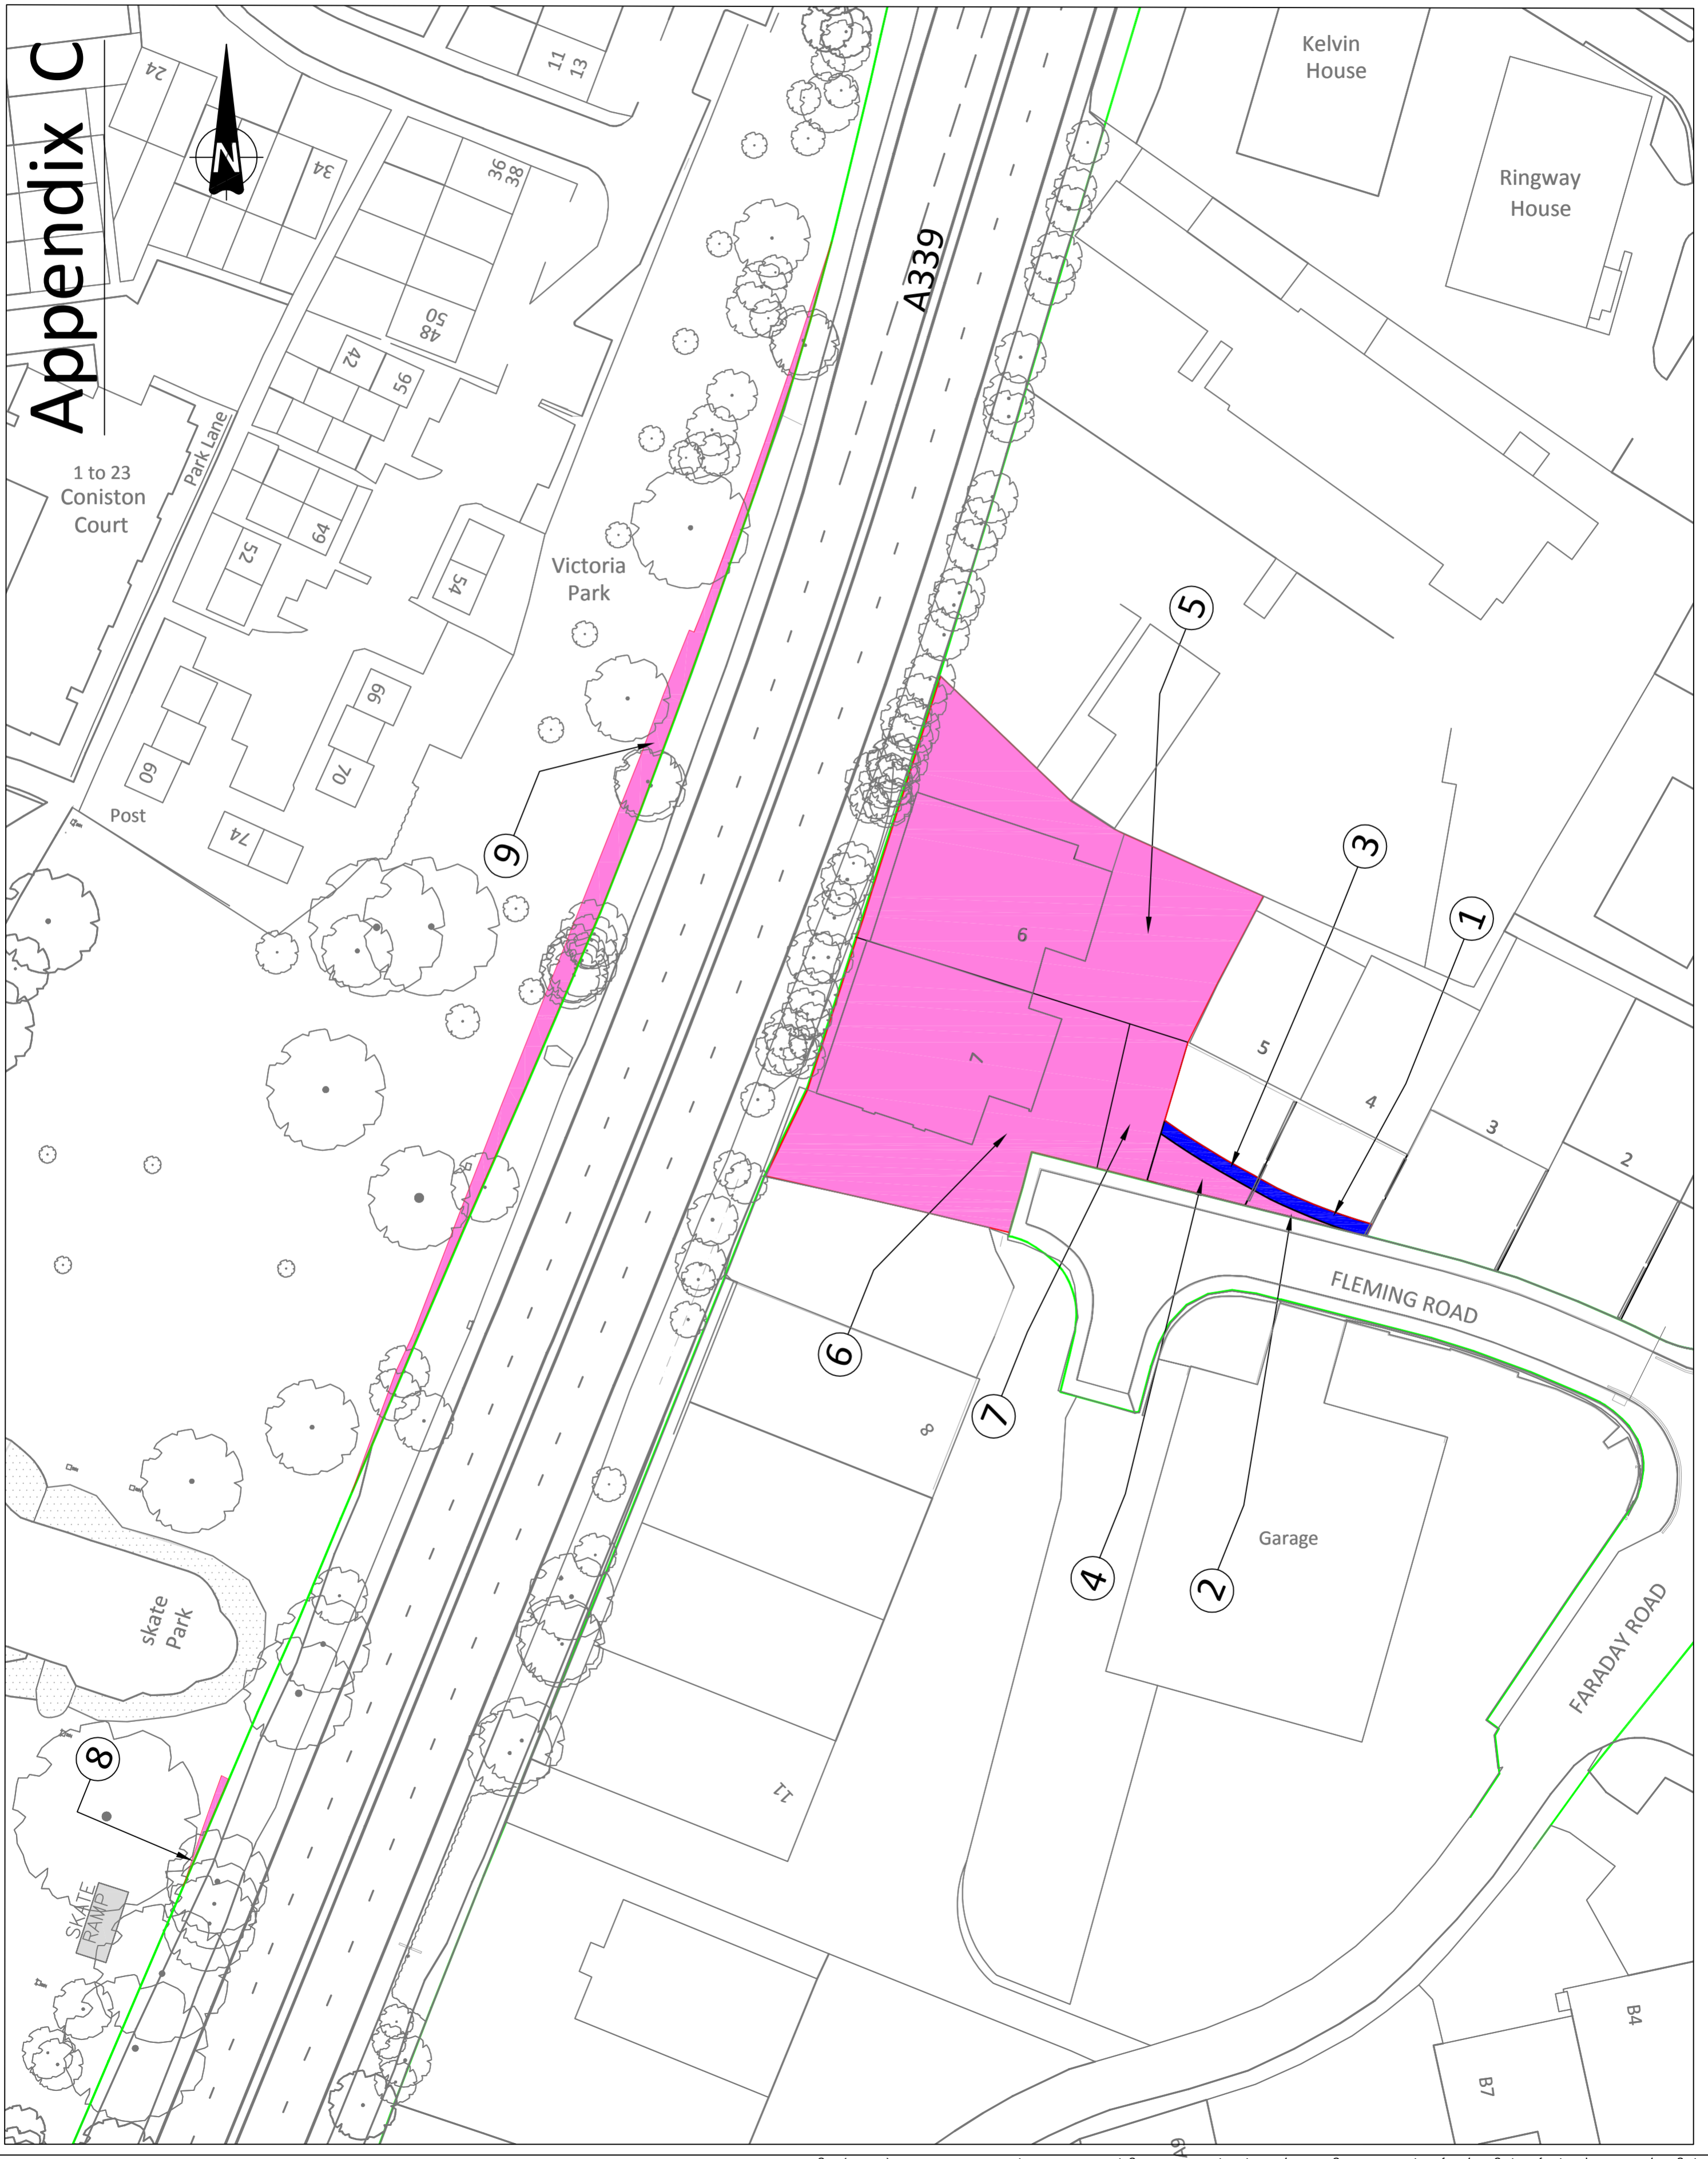 Appendix C
N
24
34
11
13
36
38
48
50
42
56
1 to 23
Coniston
Court
Park Lane
64
52
54
Victoria
Park
66
70
60
74
Post
A339
Kelvin
House
Ringway
House
5
3
1
9
6
7
5
4
3
2
6
7
8
4
2
FLEMING ROAD
Garage
FARADAY ROAD
skate
Park
8
SKATE
RAMP
11
B4
B7